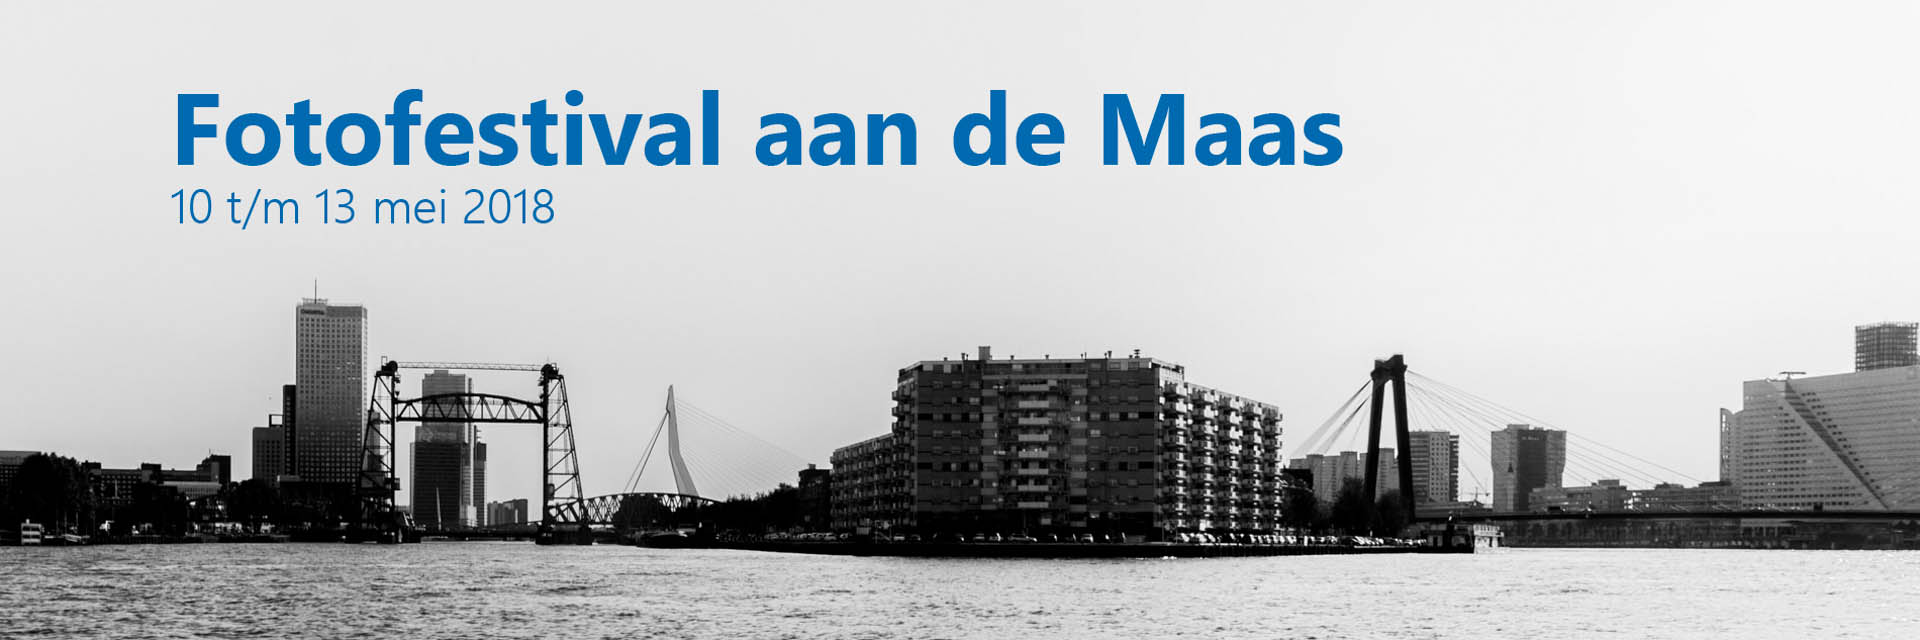 Fotofestival aan de Maas
10 t/m 13 mei 2018